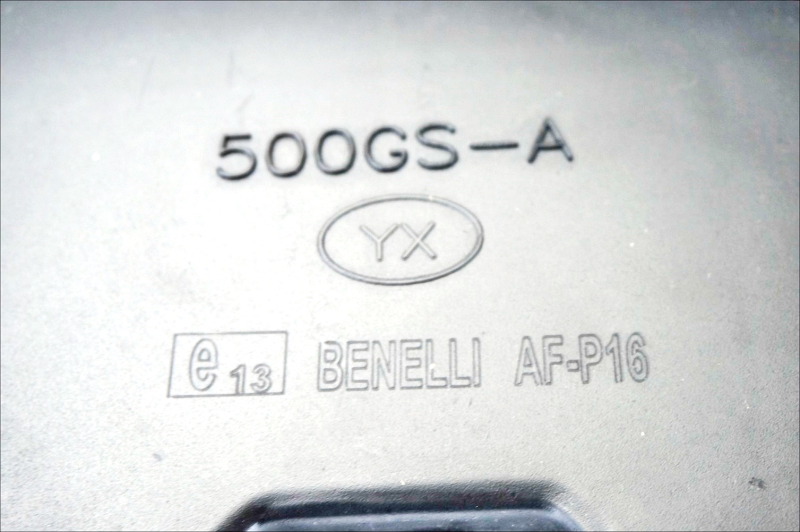 500GS-A
YX
e13 BENELLI AF-P16